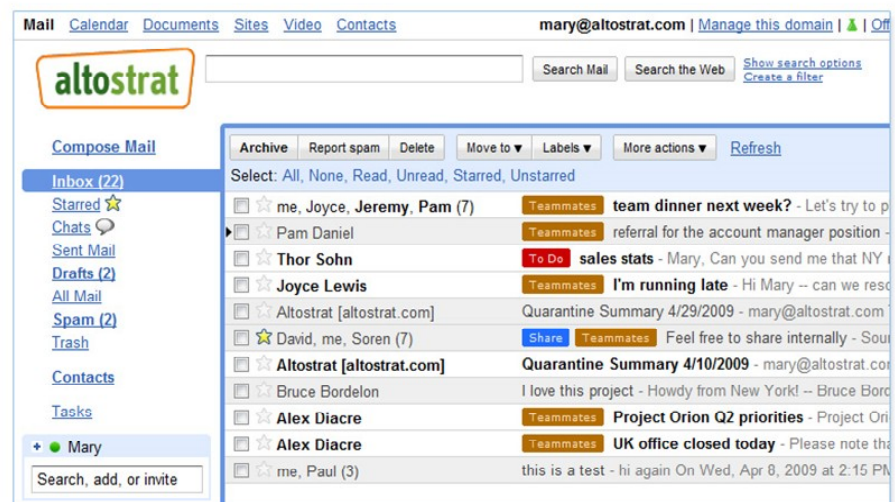 Mail Calendar Documents Sites Video Contacts mary@altostrat.com | Manage this domain | | Off
altostrat Search Mail Search the Web Show search options
Create a filter
Compose Mail
Inbox (22)
Starred
Chats
Sent Mail
Drafts (2)
All Mail
Spam (2)
Trash
Contacts
Tasks
+ Mary
Search, add, or invite
Archive Report spam Delete Move to ▼ Labels ▼ More actions ▼ Refresh
Select: All, None, Read, Unread, Starred, Unstarred
me, Joyce, Jeremy, Pam (7) Teammates team dinner next week? - Let's try to p
Pam Daniel Teammates referral for the account manager position -
Thor Sohn To Do sales stats - Mary, Can you send me that NY
Joyce Lewis Teammates I'm running late - Hi Mary -- can we resc
Altostrat [altostrat.com] Quarantine Summary 4/29/2009 - mary@altostrat.com
David, me, Soren (7) Share Teammates Feel free to share internally - Sour
Altostrat [altostrat.com] Quarantine Summary 4/10/2009 - mary@altostrat.co
Bruce Bordelon I love this project - Howdy from New York! -- Bruce Bord
Alex Diacre Teammates Project Orion Q2 priorities - Project Ori
Alex Diacre Teammates UK office closed today - Please note tha
me, Paul (3) this is a test - hi again On Wed, Apr 8, 2009 at 2:15 PM